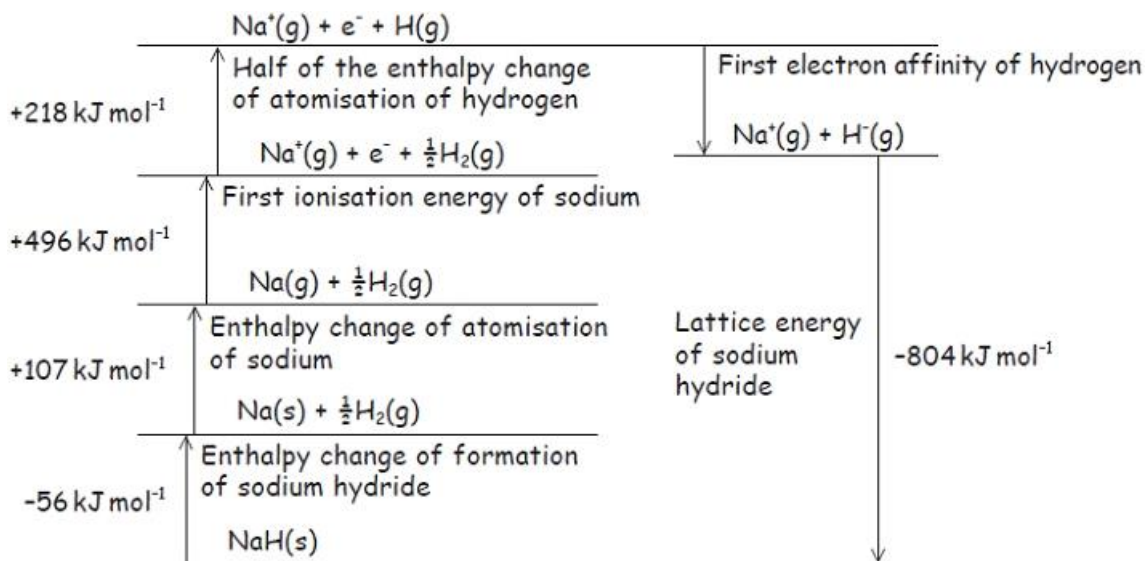 Na⁺(g) + e⁻ + H(g)
Half of the enthalpy change
of atomisation of hydrogen
+218 kJ mol⁻¹
Na⁺(g) + e⁻ + ½H₂(g)
First ionisation energy of sodium
+496 kJ mol⁻¹
Na(g) + ½H₂(g)
Enthalpy change of atomisation
of sodium
+107 kJ mol⁻¹
Na(s) + ½H₂(g)
Enthalpy change of formation
of sodium hydride
-56 kJ mol⁻¹
NaH(s)
First electron affinity of hydrogen
Na⁺(g) + H⁻(g)
Lattice energy
of sodium
hydride
-804 kJ mol⁻¹